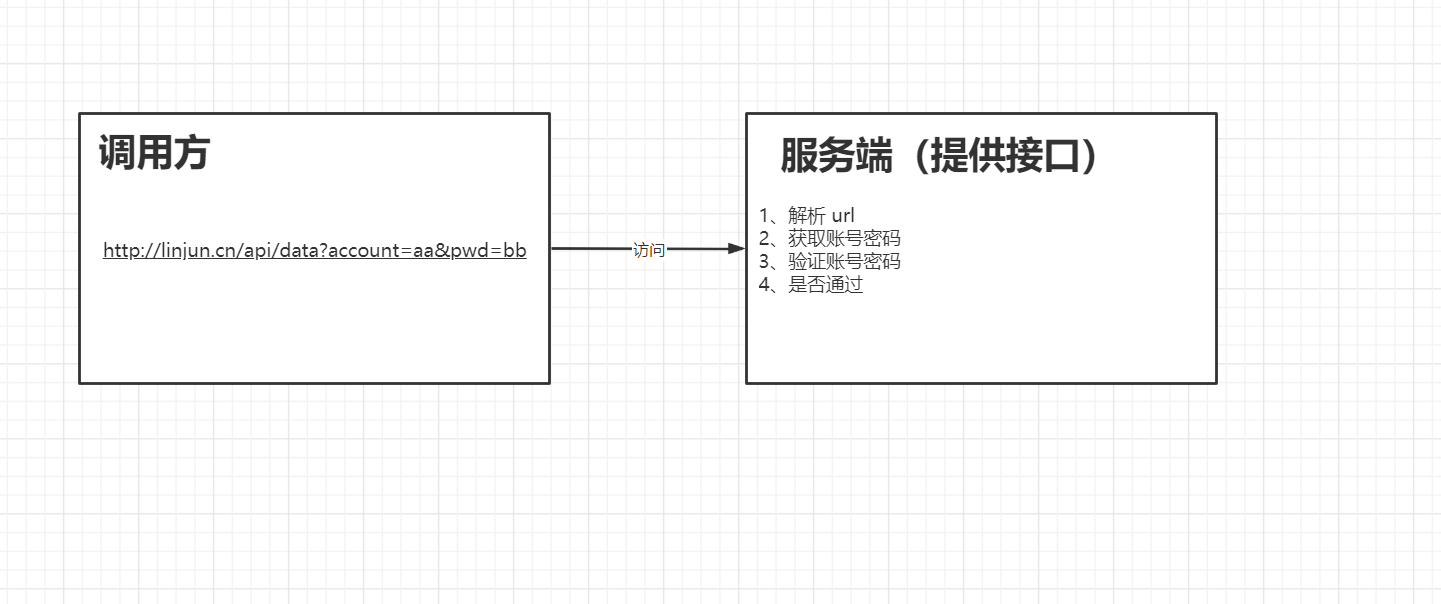 调用方
http://linjun.cn/api/data?account=aa&pwd=bb
访问
服务端（提供接口）
1、解析 url
2、获取账号密码
3、验证账号密码
4、是否通过